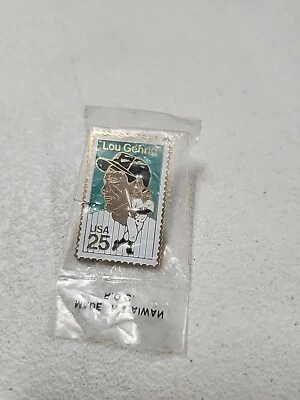 Lou Gehrig
USA
25
MADE IN TAIWAN
R.O.C.